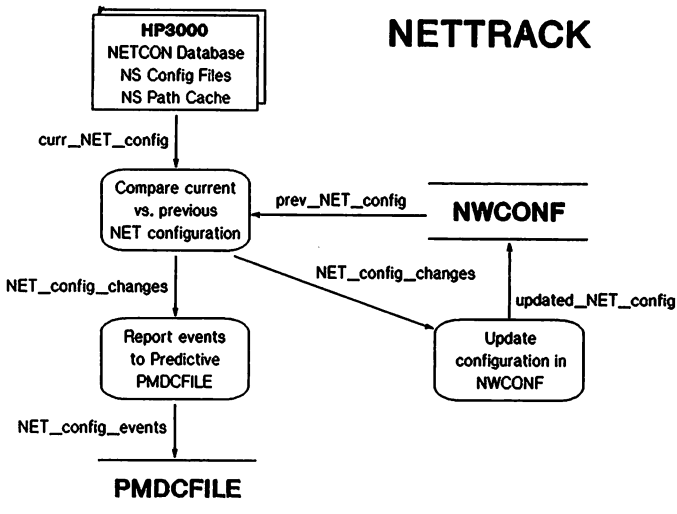 NETTRACK
HP3000
NETCON Database
NS Config Files
NS Path Cache
curr_NET_config
Compare current
vs. previous
NET configuration
prev_NET_config
NWCONF
NET_config_changes
NET_config_changes
updated_NET_config
Report events
to Predictive
PMDCFILE
Update
configuration in
NWCONF
NET_config_events
PMDCFILE